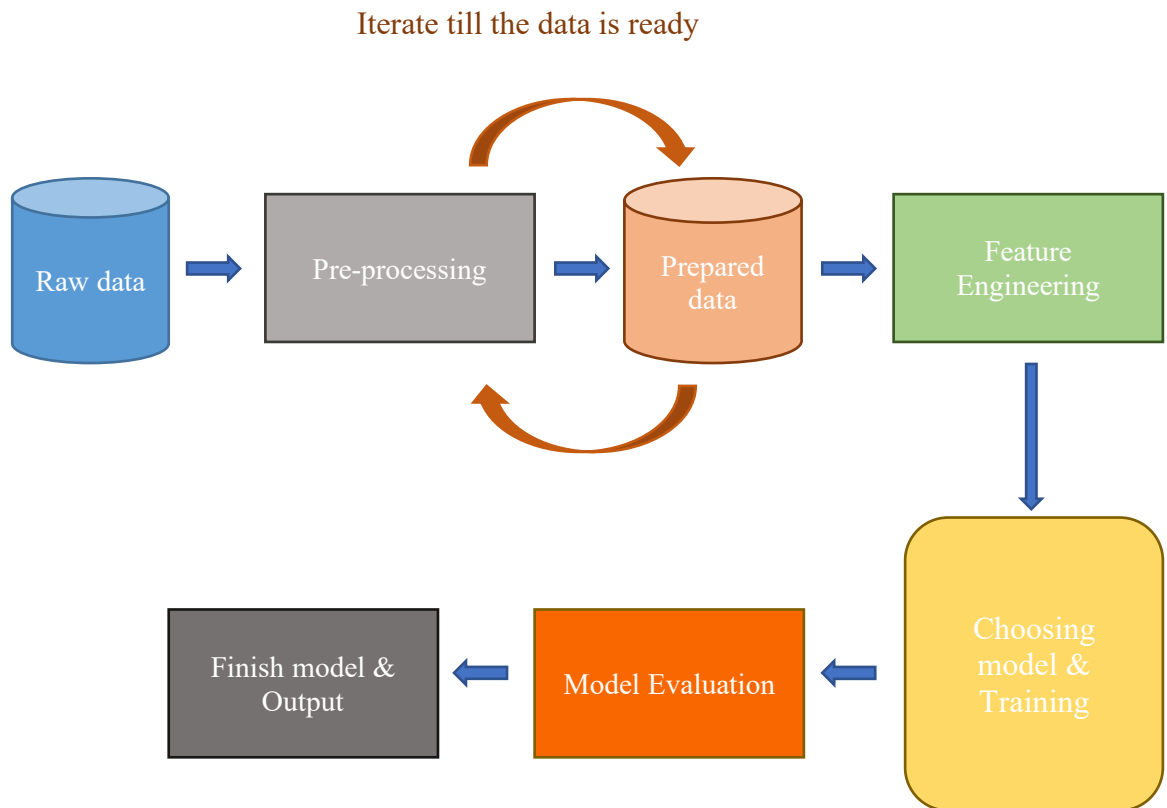 Iterate till the data is ready
Raw data
Pre-processing
Prepared
data
Feature
Engineering
Choosing
model &
Training
Model Evaluation
Finish model &
Output